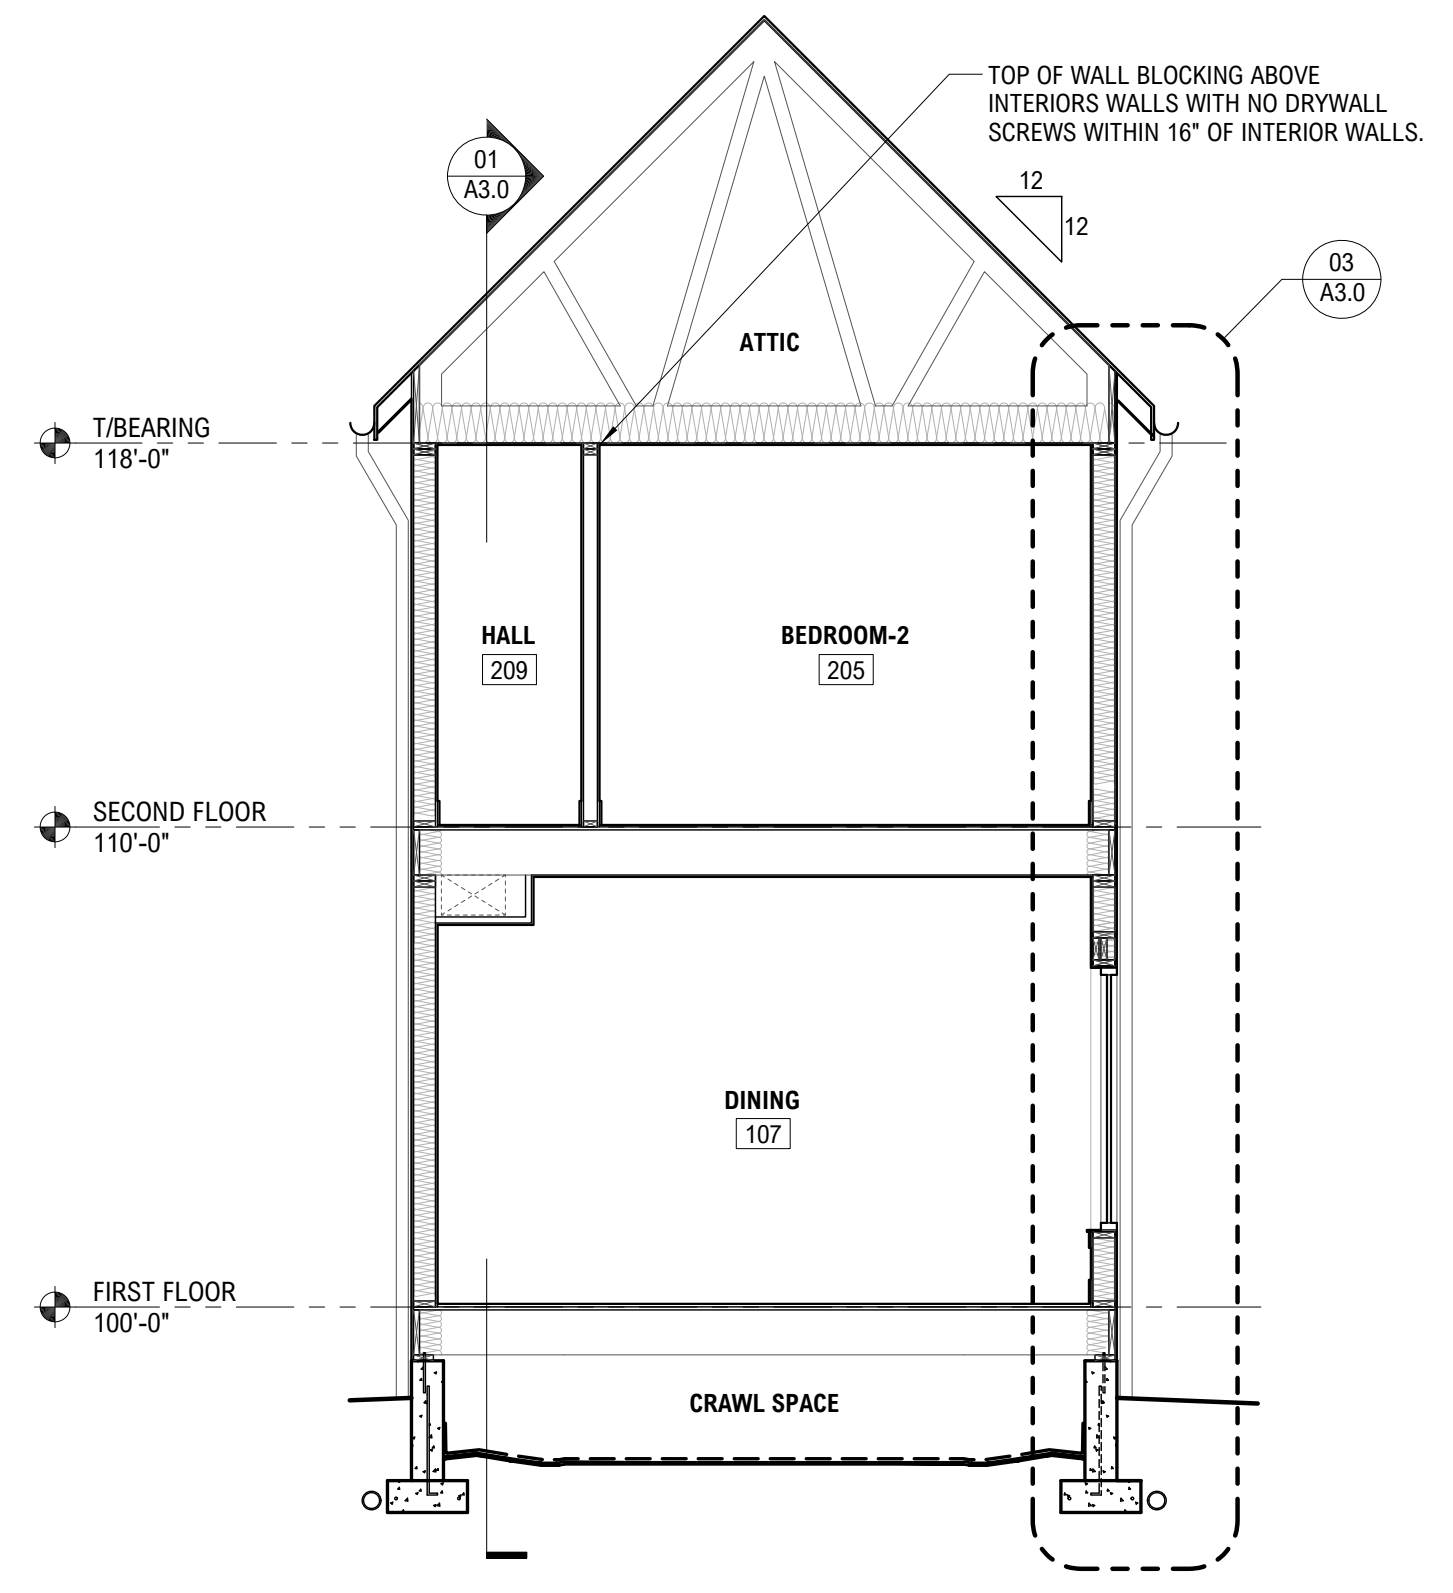 TOP OF WALL BLOCKING ABOVE
INTERIORS WALLS WITH NO DRYWALL
SCREWS WITHIN 16" OF INTERIOR WALLS.
01
A3.0
12
12
03
A3.0
ATTIC
T/BEARING
118'-0"
HALL
209
BEDROOM-2
205
SECOND FLOOR
110'-0"
DINING
107
FIRST FLOOR
100'-0"
CRAWL SPACE